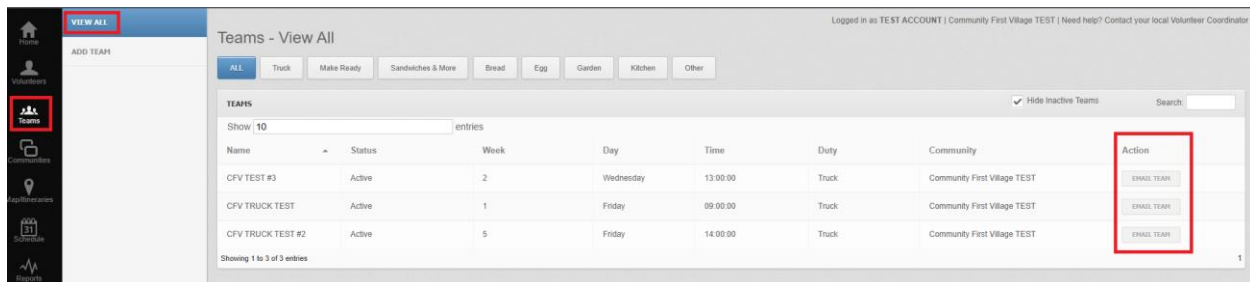 Logged in as TEST ACCOUNT | Community First Village TEST | Need help? Contact your local Volunteer Coordinator
Home
Volunteers
Teams
Communities
Map/Itineraries
Schedule
Reports
VIEW ALL
ADD TEAM
Teams - View All
ALL Truck Make Ready Sandwiches & More Bread Egg Garden Kitchen Other
TEAMS Hide Inactive Teams Search:
Show 10 entries
Name Status Week Day Time Duty Community Action
CFV TEST #3 Active 2 Wednesday 13:00:00 Truck Community First Village TEST EMAIL TEAM
CFV TRUCK TEST Active 1 Friday 09:00:00 Truck Community First Village TEST EMAIL TEAM
CFV TRUCK TEST #2 Active 5 Friday 14:00:00 Truck Community First Village TEST EMAIL TEAM
Showing 1 to 3 of 3 entries 1